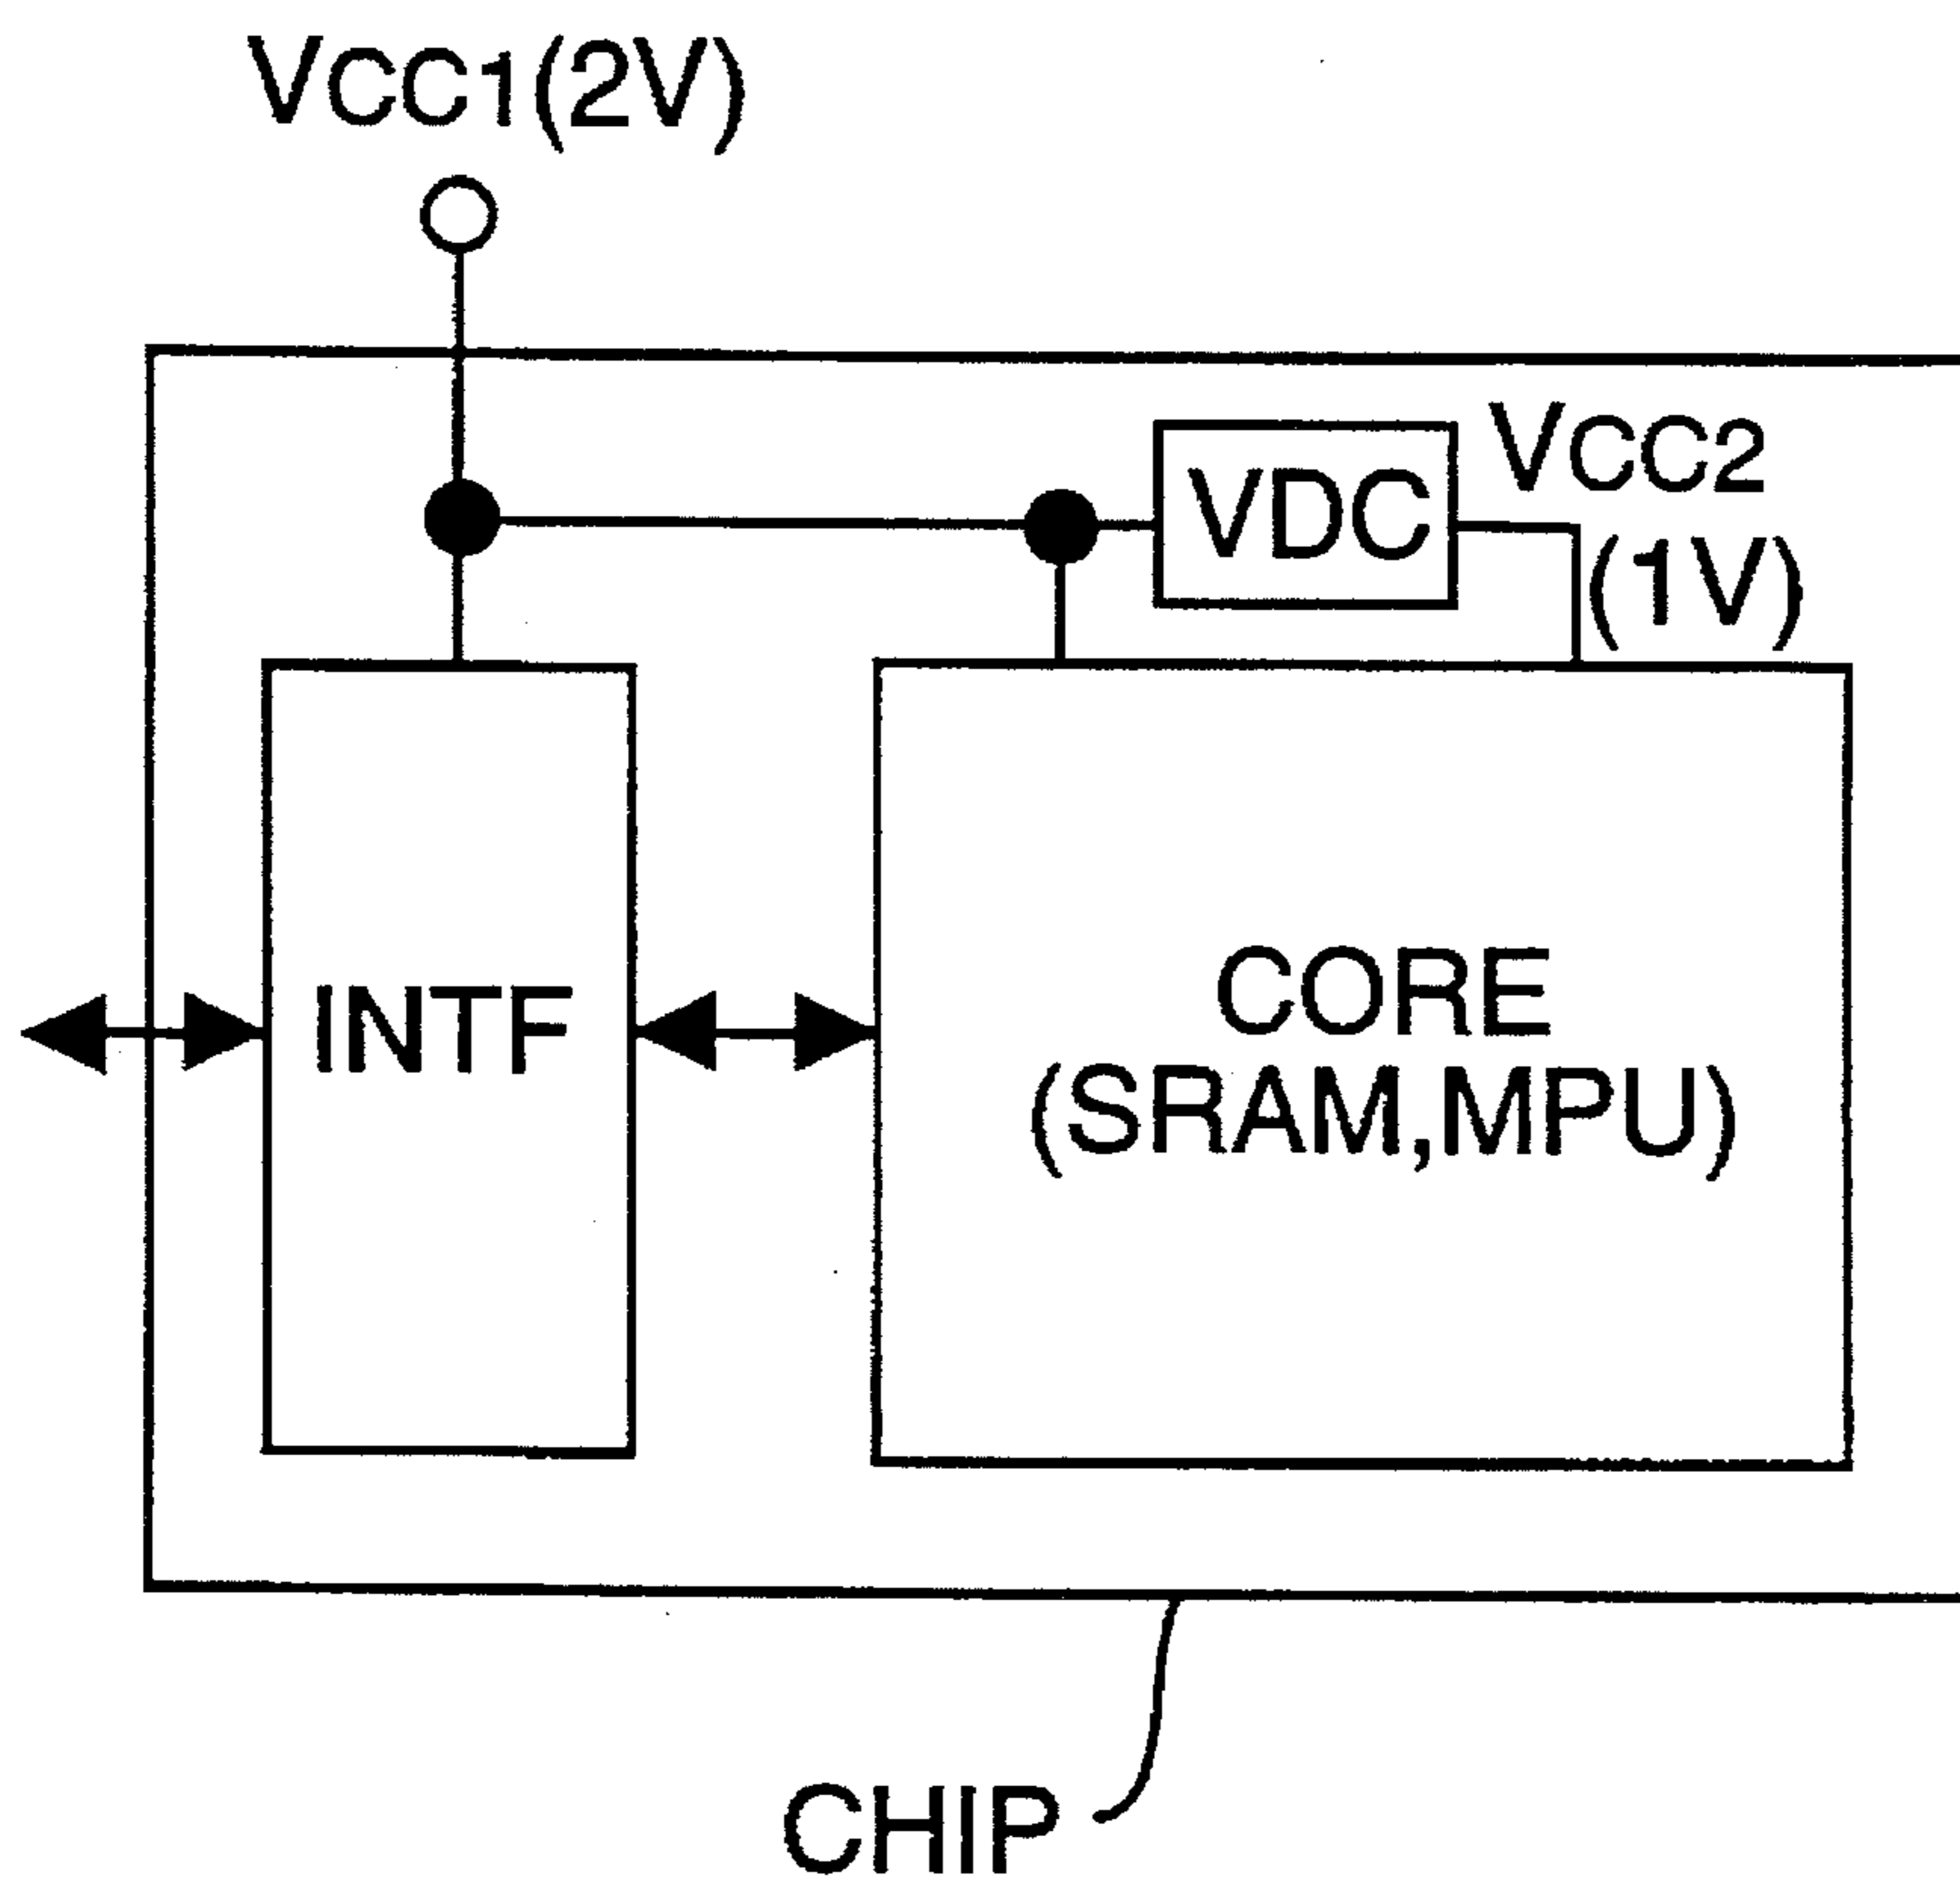 VCC1(2V)
VDC
VCC2
(1V)
INTF
CORE
(SRAM,MPU)
CHIP